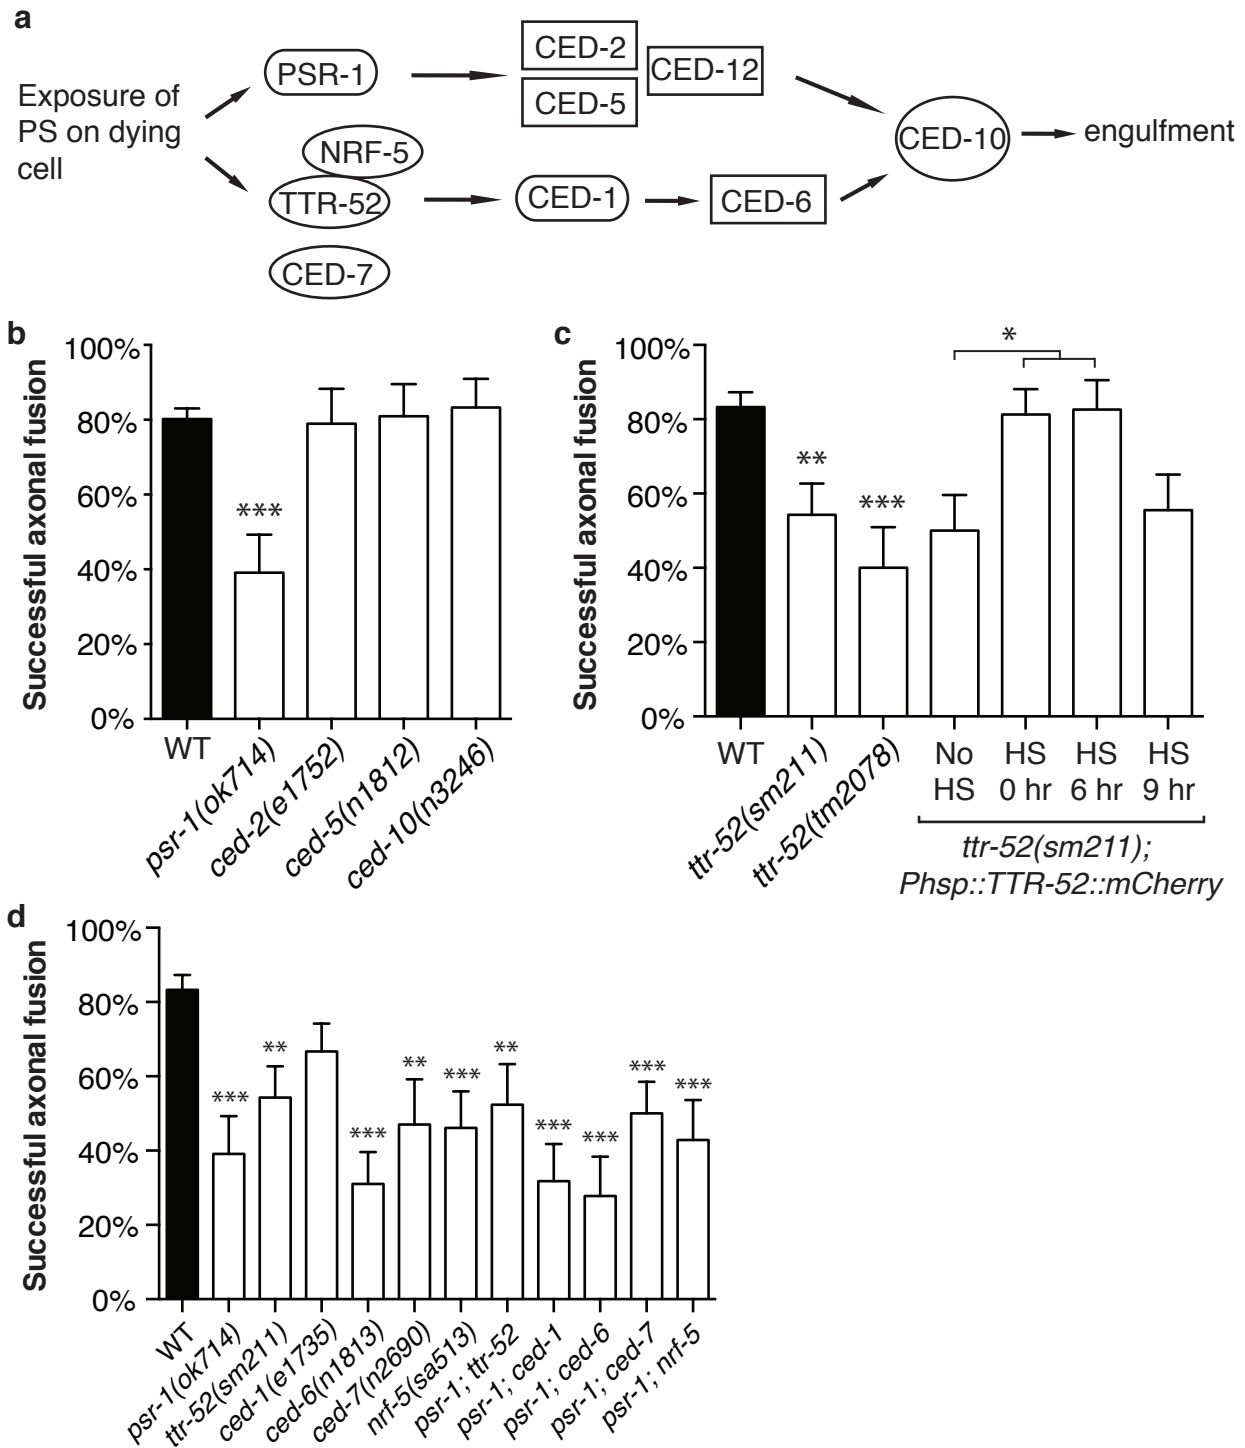 a
Exposure of
PS on dying
cell
PSR-1
NRF-5
TTR-52
CED-7
CED-2
CED-5
CED-12
CED-1
CED-6
CED-10
engulfment
b
Successful axonal fusion
100%
80%
60%
40%
20%
0%
***
WT
psr-1(ok714)
ced-2(e1752)
ced-5(n1812)
ced-10(n3246)
c
Successful axonal fusion
100%
80%
60%
40%
20%
0%
**
***
*
WT
ttr-52(sm211)
ttr-52(tm2078)
No
HS
HS
0 hr
HS
6 hr
HS
9 hr
ttr-52(sm211);
Phsp::TTR-52::mCherry
d
Successful axonal fusion
100%
80%
60%
40%
20%
0%
***
**
***
**
***
**
***
***
***
***
WT
psr-1(ok714)
ttr-52(sm211)
ced-1(e1735)
ced-6(n1813)
ced-7(n2690)
nrf-5(sa513)
psr-1; ttr-52
psr-1; ced-1
psr-1; ced-6
psr-1; ced-7
psr-1; nrf-5